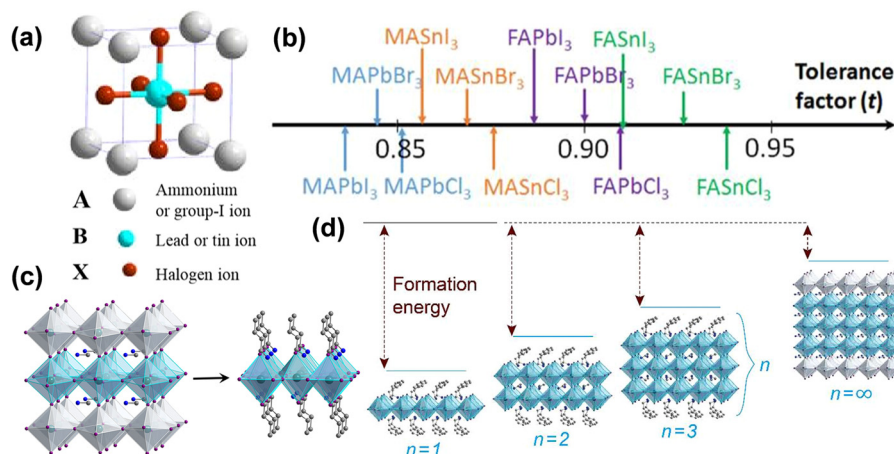 (a)
A Ammonium
or group-I ion
B Lead or tin ion
X Halogen ion
(b)
MASnI₃ FAPbI₃ FASnI₃
MAPbBr₃ MASnBr₃ FAPbBr₃ FASnBr₃
Tolerance
factor (t)
0.85 0.90 0.95
MAPbI₃ MAPbCl₃ MASnCl₃ FAPbCl₃ FASnCl₃
(c)
(d)
Formation
energy
n
n=1 n=2 n=3 n=∞